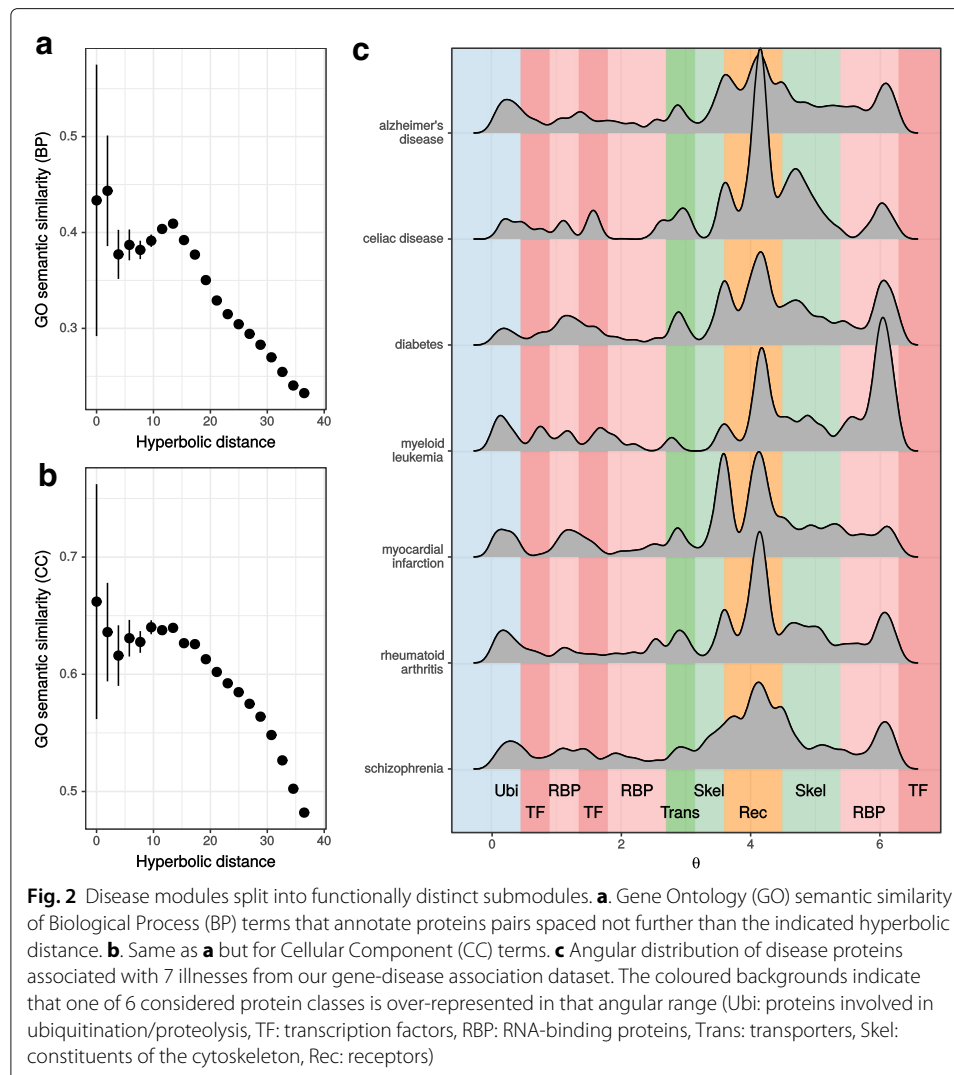 a
0.5
0.4
0.3
GO semantic similarity (BP)
0
10
20
30
40
Hyperbolic distance
b
0.7
0.6
0.5
GO semantic similarity (CC)
0
10
20
30
40
Hyperbolic distance
c
alzheimer's
disease
celiac disease
diabetes
myeloid
leukemia
myocardial
infarction
rheumatoid
arthritis
schizophrenia
Ubi
TF
RBP
TF
RBP
Trans
Skel
Rec
Skel
RBP
TF
0
2
4
6
θ
Fig. 2 Disease modules split into functionally distinct submodules. a. Gene Ontology (GO) semantic similarity
of Biological Process (BP) terms that annotate proteins pairs spaced not further than the indicated hyperbolic
distance. b. Same as a but for Cellular Component (CC) terms. c Angular distribution of disease proteins
associated with 7 illnesses from our gene-disease association dataset. The coloured backgrounds indicate
that one of 6 considered protein classes is over-represented in that angular range (Ubi: proteins involved in
ubiquitination/proteolysis, TF: transcription factors, RBP: RNA-binding proteins, Trans: transporters, Skel:
constituents of the cytoskeleton, Rec: receptors)